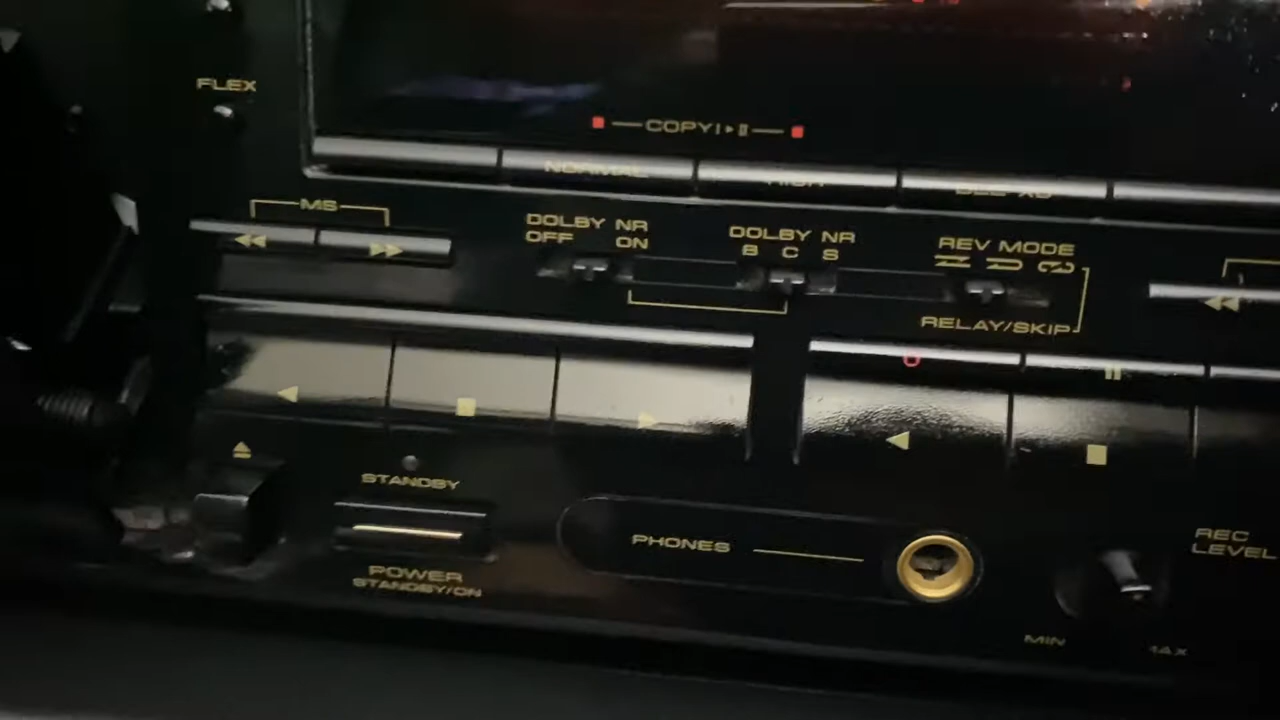 FLEX
COPY I ▸ II
NORMAL
HIGH
MS
DOLBY NR
OFF ON
DOLBY NR
B C S
REV MODE
RELAY/SKIP
STANDBY
POWER
STANDBY/ON
PHONES
REC
LEVEL
MIN